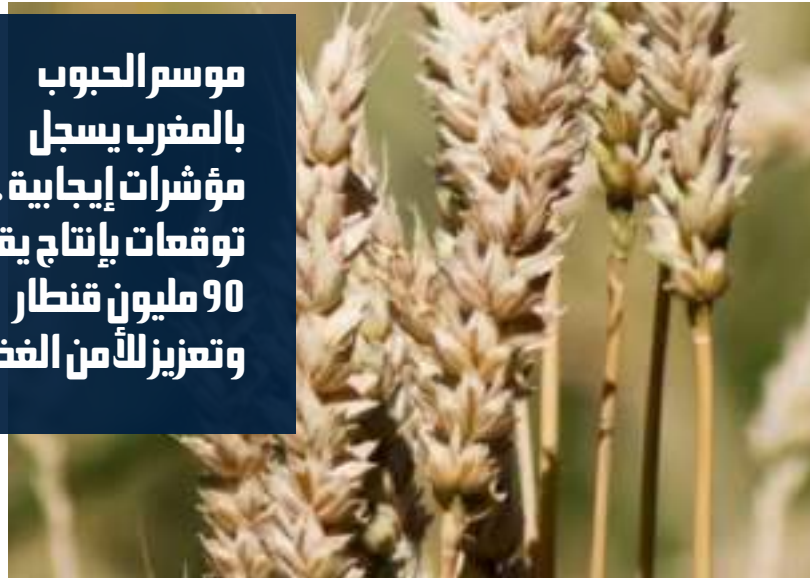 موسم الحبوب
بالمغرب يسجل
مؤشرات إيجابية .
توقعات بإنتاج
90 مليون قنطار
وتعزيز للأمن